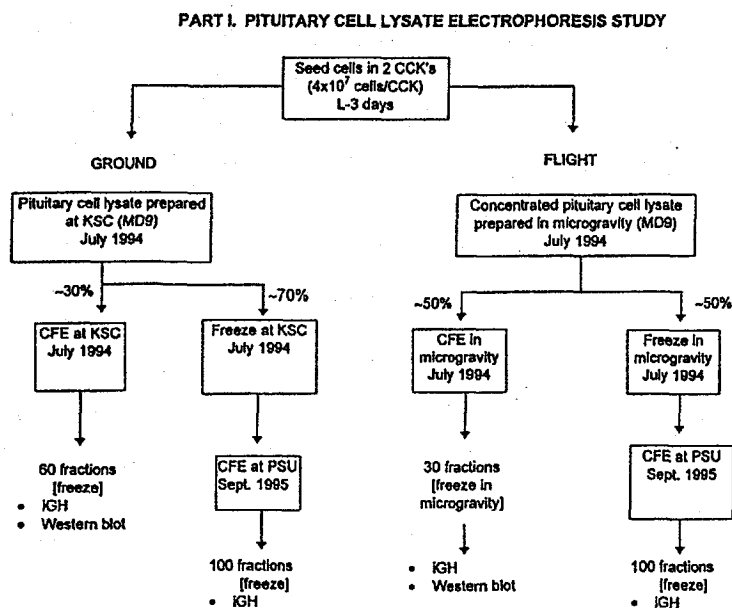 PART I. PITUITARY CELL LYSATE ELECTROPHORESIS STUDY
Seed cells in 2 CCK's
(4x10⁷ cells/CCK)
L-3 days
GROUND
Pituitary cell lysate prepared
at KSC (MD9)
July 1994
~30%
~70%
CFE at KSC
July 1994
Freeze at KSC
July 1994
60 fractions
[freeze]
• iGH
• Western blot
CFE at PSU
Sept. 1995
100 fractions
[freeze]
• iGH
FLIGHT
Concentrated pituitary cell lysate
prepared in microgravity (MD9)
July 1994
~50%
~50%
CFE in
microgravity
July 1994
Freeze in
microgravity
July 1994
30 fractions
[freeze in
microgravity]
• iGH
• Western blot
CFE at PSU
Sept. 1995
100 fractions
[freeze]
• iGH